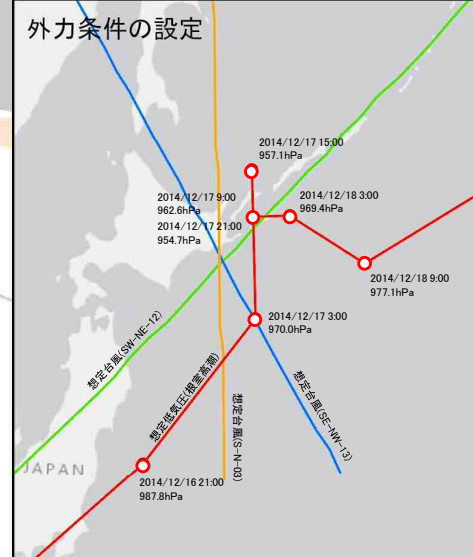 外力条件の設定
2014/12/17 15:00
957.1hPa
2014/12/17 9:00
962.6hPa
2014/12/17 21:00
954.7hPa
2014/12/18 3:00
969.4hPa
2014/12/18 9:00
977.1hPa
2014/12/17 3:00
970.0hPa
想定台風(SW-NE-12)
想定低気圧(根室高潮)
想定台風(S-N-03)
想定台風(SE-NW-13)
JAPAN
2014/12/16 21:00
987.8hPa